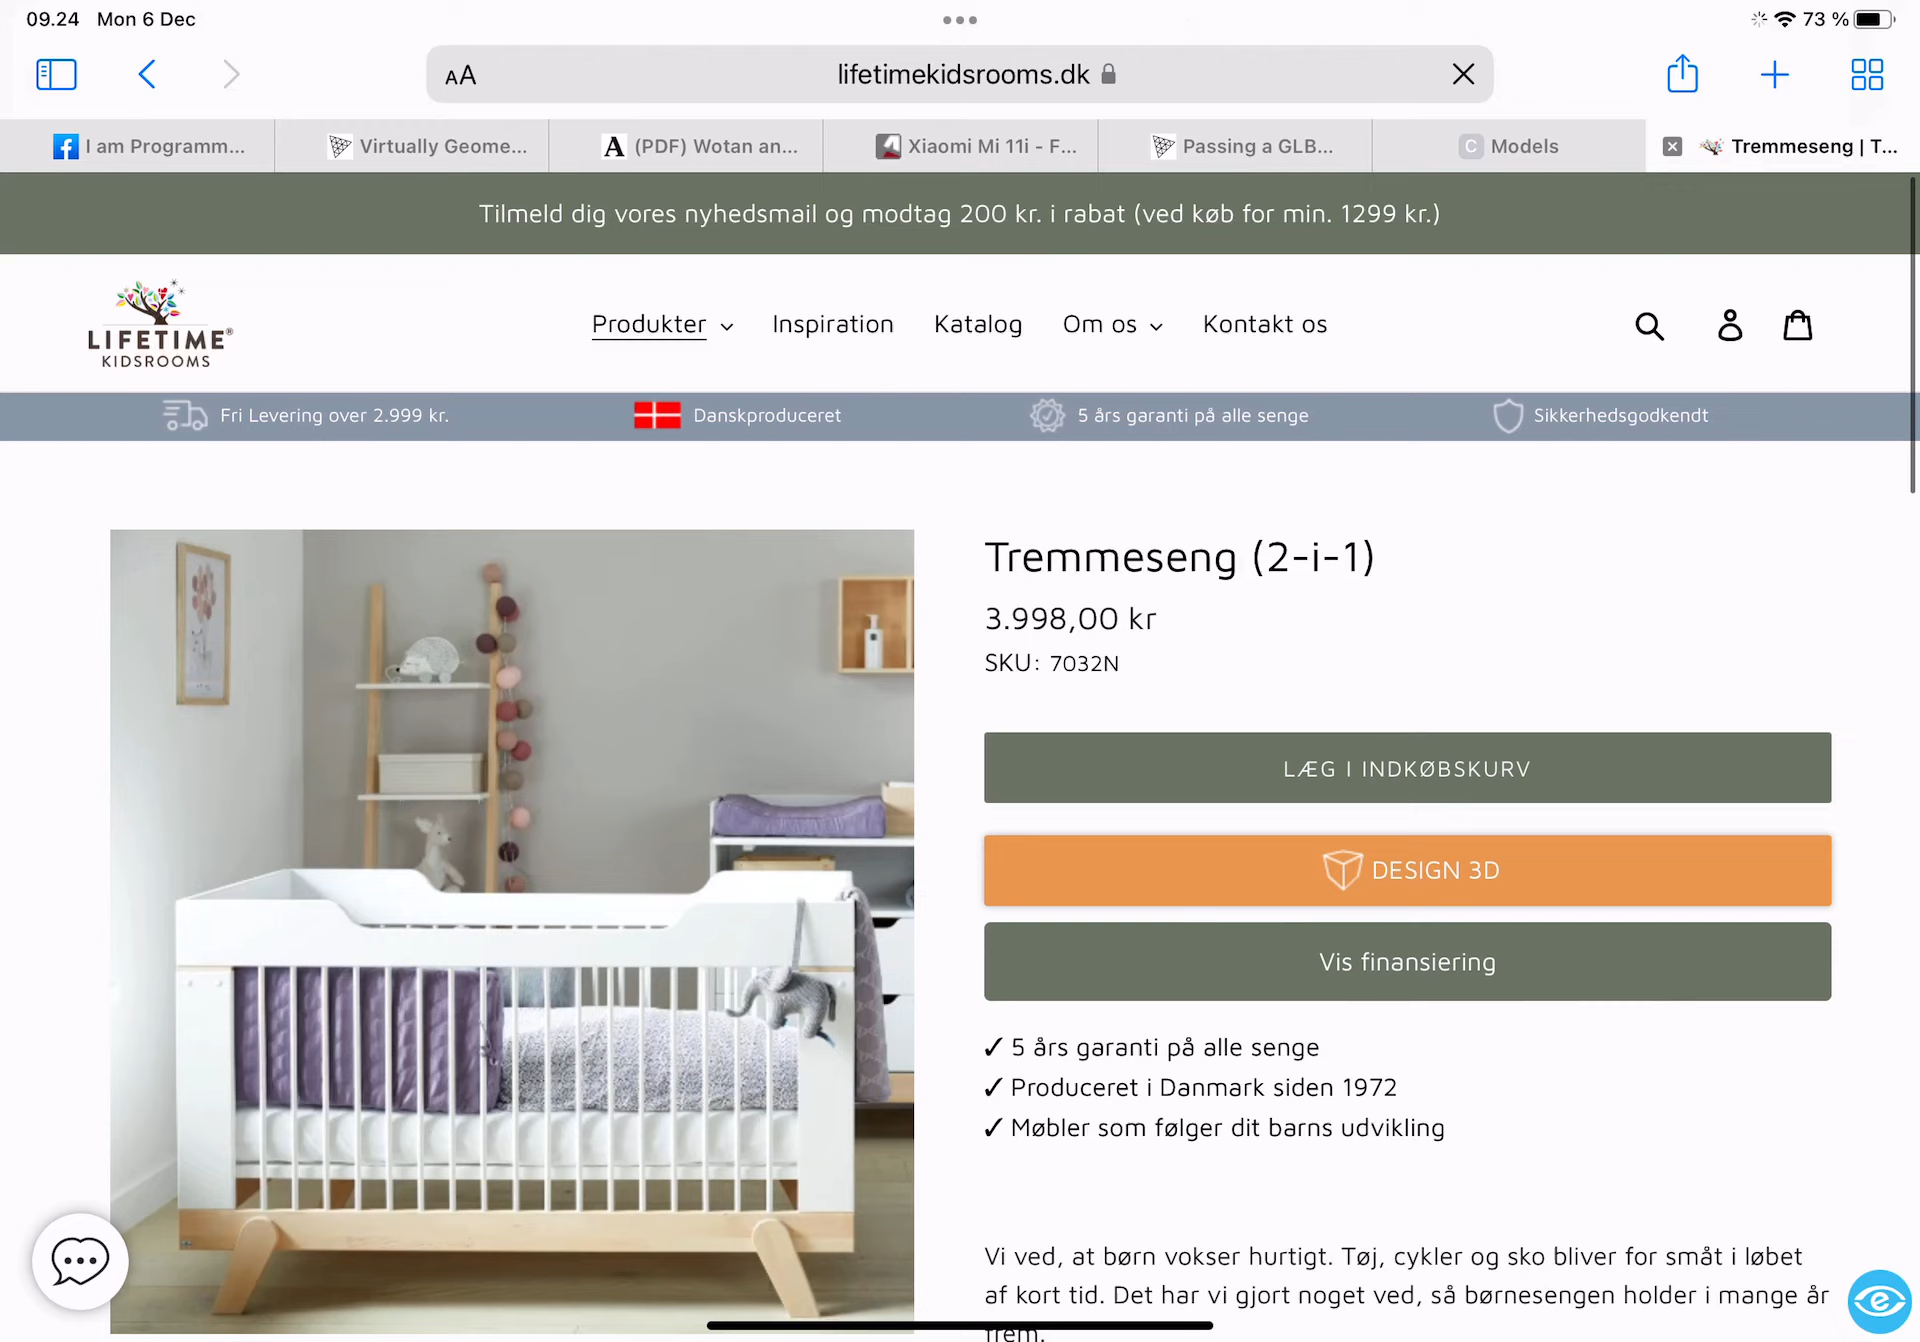 09.24 Mon 6 Dec
73 %
AA
lifetimekidsrooms.dk
I am Programm...
Virtually Geome...
A (PDF) Wotan an...
Xiaomi Mi 11i - F...
Passing a GLB...
C Models
Tremmeseng | T...
Tilmeld dig vores nyhedsmail og modtag 200 kr. i rabat (ved køb for min. 1299 kr.)
LIFETIME®
KIDSROOMS
Produkter
Inspiration
Katalog
Om os
Kontakt os
Fri Levering over 2.999 kr.
Danskproduceret
5 års garanti på alle senge
Sikkerhedsgodkendt
Tremmeseng (2-i-1)
3.998,00 kr
SKU: 7032N
LÆG I INDKØBSKURV
DESIGN 3D
Vis finansiering
✓ 5 års garanti på alle senge
✓ Produceret i Danmark siden 1972
✓ Møbler som følger dit barns udvikling
Vi ved, at børn vokser hurtigt. Tøj, cykler og sko bliver for småt i løbet
af kort tid. Det har vi gjort noget ved, så børnesengen holder i mange år
frem.